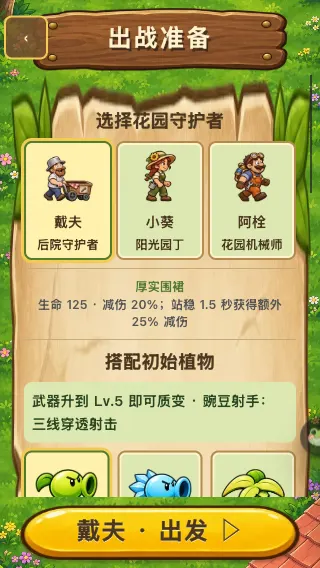 出战准备
选择花园守护者
戴夫
后院守护者
小葵
阳光园丁
阿栓
花园机械师
厚实围裙
生命 125 · 减伤 20%；站稳 1.5 秒获得额外
25% 减伤
搭配初始植物
武器升到 Lv.5 即可质变 · 豌豆射手：
三线穿透射击
戴夫 · 出发 ▷